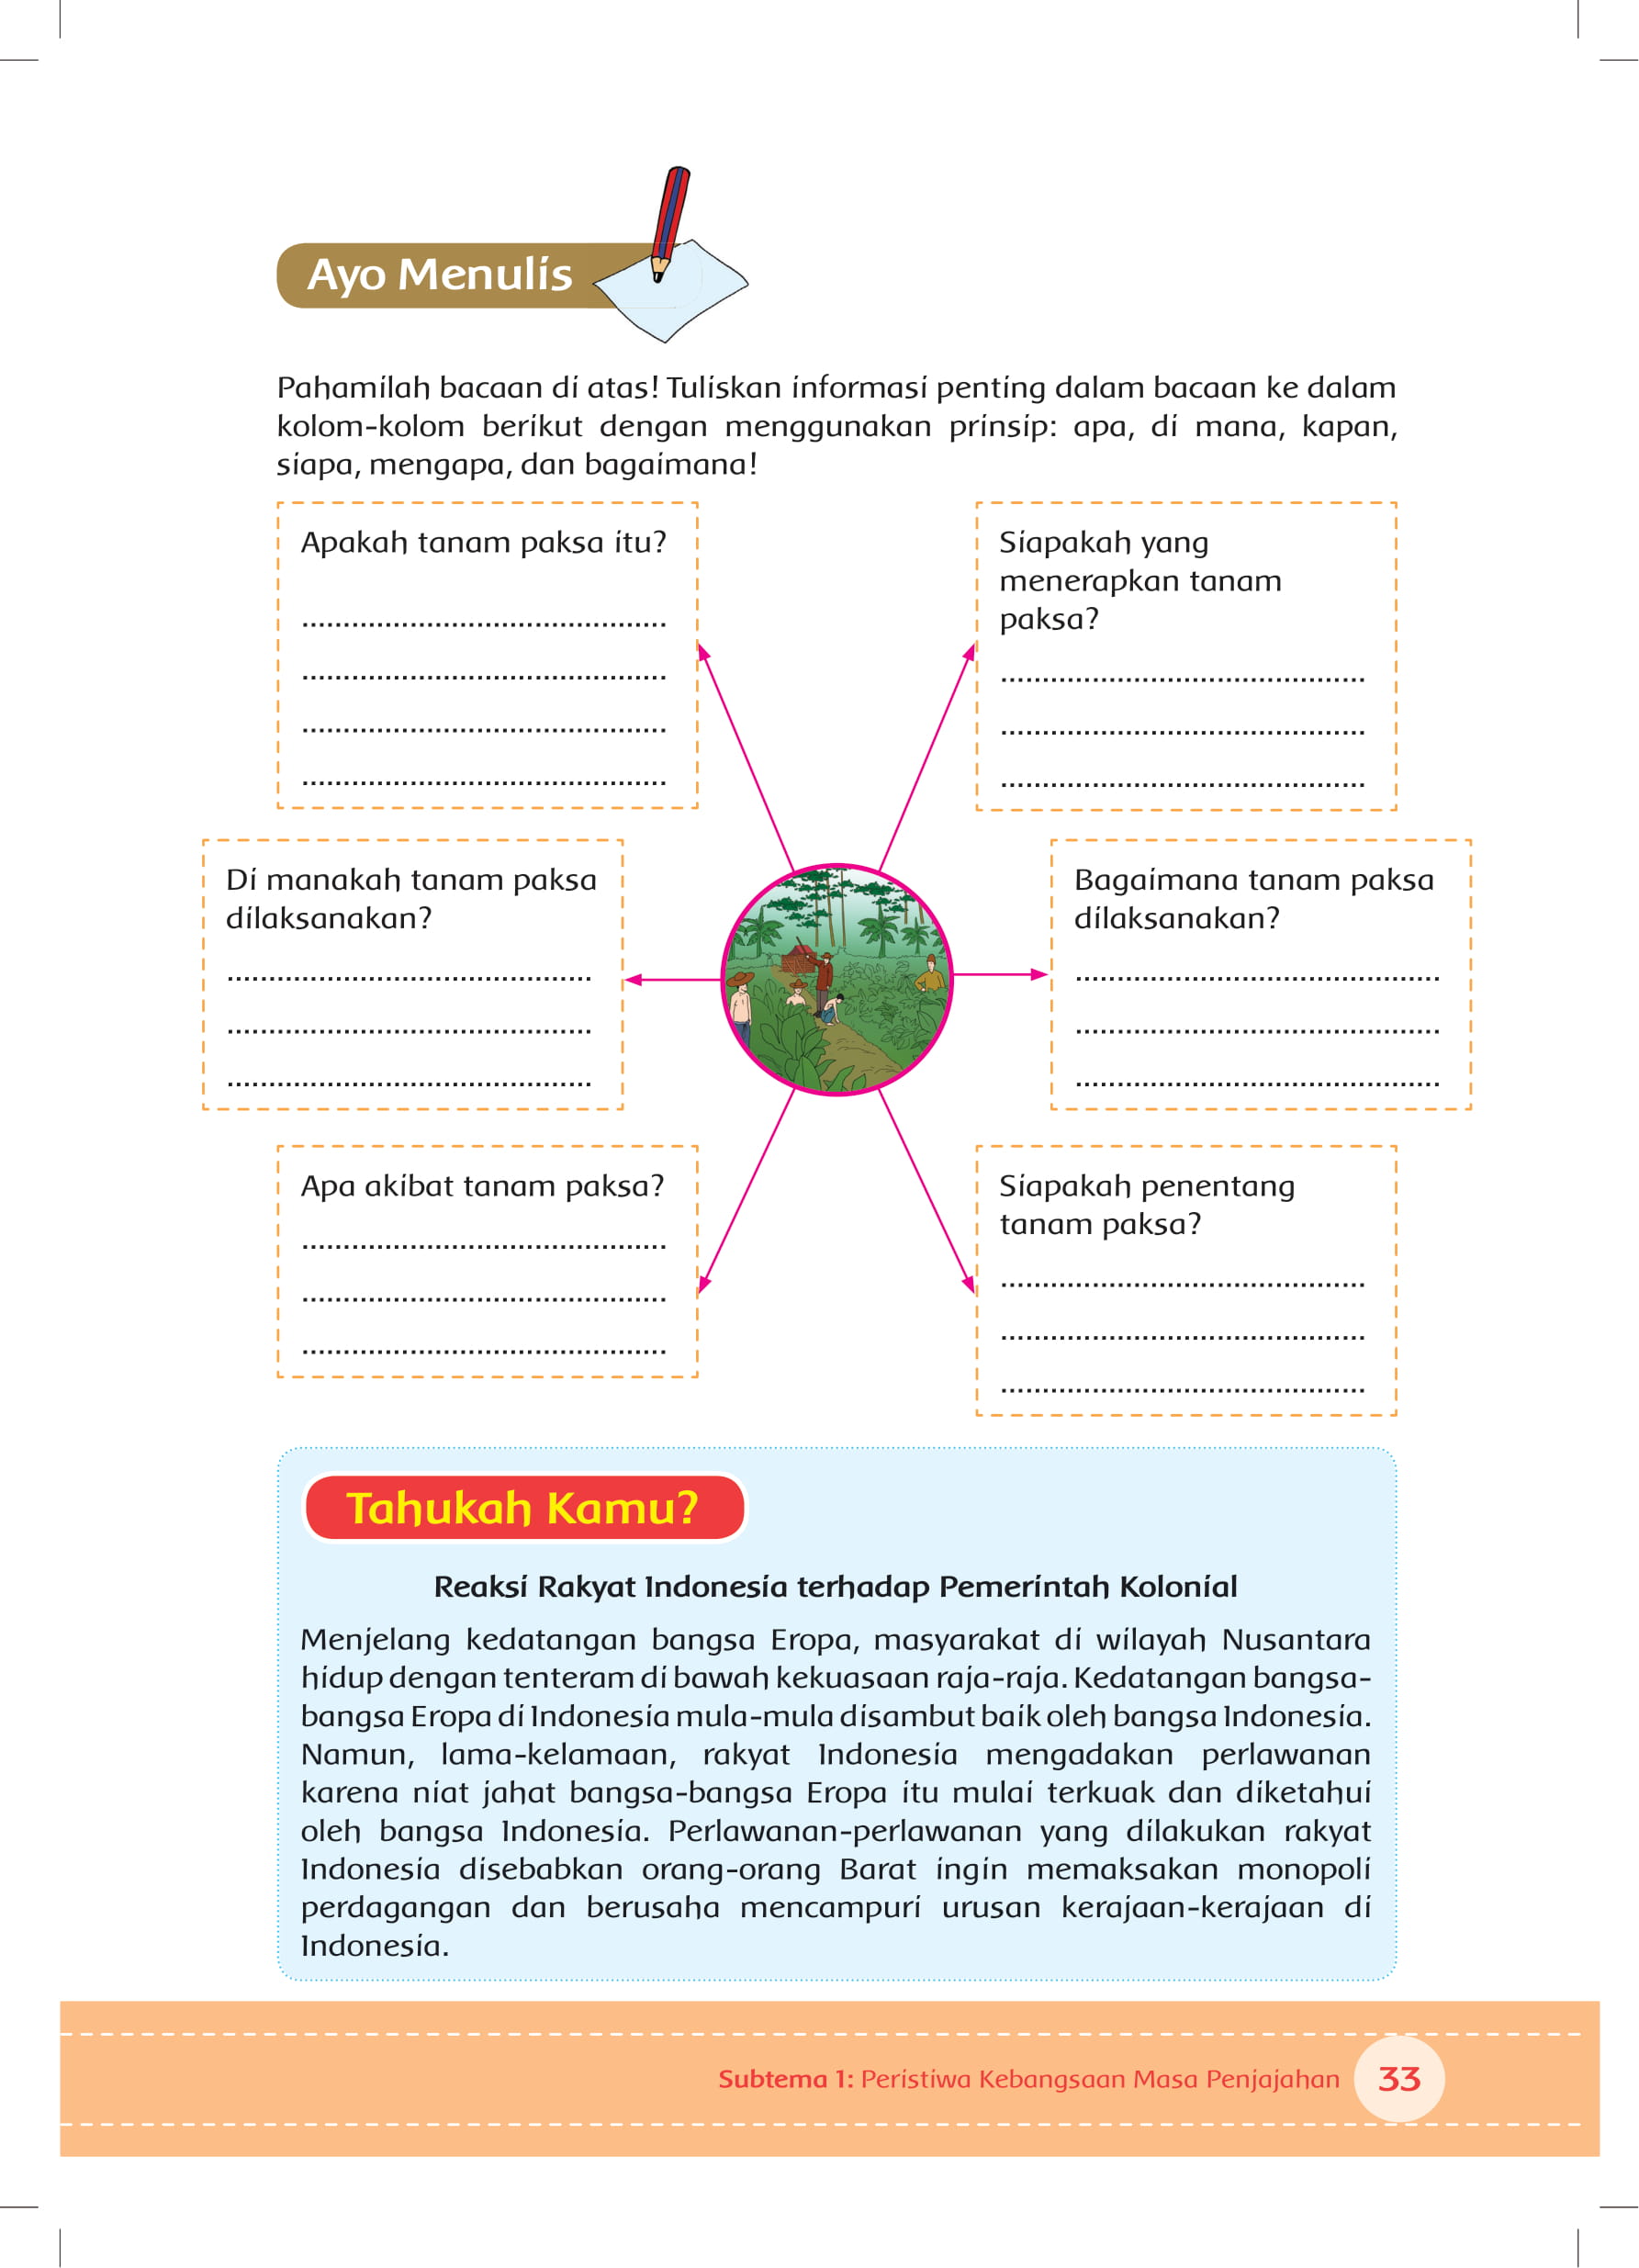 Ayo Menulis
Pahamilah bacaan di atas! Tuliskan informasi penting dalam bacaan ke dalam
kolom-kolom berikut dengan menggunakan prinsip: apa, di mana, kapan,
siapa, mengapa, dan bagaimana!
Apakah tanam paksa itu?
............................................
............................................
............................................
............................................
Siapakah yang
menerapkan tanam
paksa?
............................................
............................................
............................................
Di manakah tanam paksa
dilaksanakan?
............................................
............................................
............................................
Bagaimana tanam paksa
dilaksanakan?
............................................
............................................
............................................
Apa akibat tanam paksa?
............................................
............................................
............................................
Siapakah penentang
tanam paksa?
............................................
............................................
............................................
Tahukah Kamu?
Reaksi Rakyat Indonesia terhadap Pemerintah Kolonial
Menjelang kedatangan bangsa Eropa, masyarakat di wilayah Nusantara
hidup dengan tenteram di bawah kekuasaan raja-raja. Kedatangan bangsa-
bangsa Eropa di Indonesia mula-mula disambut baik oleh bangsa Indonesia.
Namun, lama-kelamaan, rakyat Indonesia mengadakan perlawanan
karena niat jahat bangsa-bangsa Eropa itu mulai terkuak dan diketahui
oleh bangsa Indonesia. Perlawanan-perlawanan yang dilakukan rakyat
Indonesia disebabkan orang-orang Barat ingin memaksakan monopoli
perdagangan dan berusaha mencampuri urusan kerajaan-kerajaan di
Indonesia.
Subtema 1: Peristiwa Kebangsaan Masa Penjajahan 33